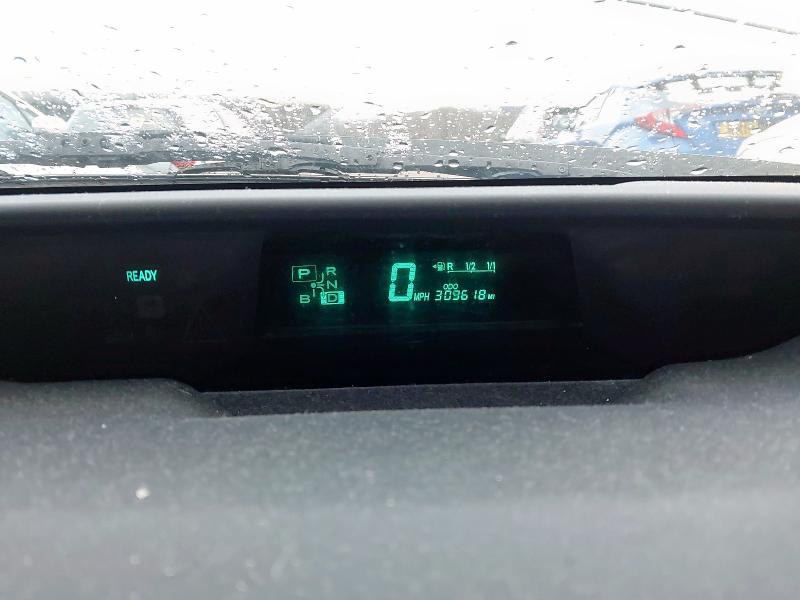 READY
P R
N
B D
0 MPH
R 1/2 1/1
ODO
309618 MI